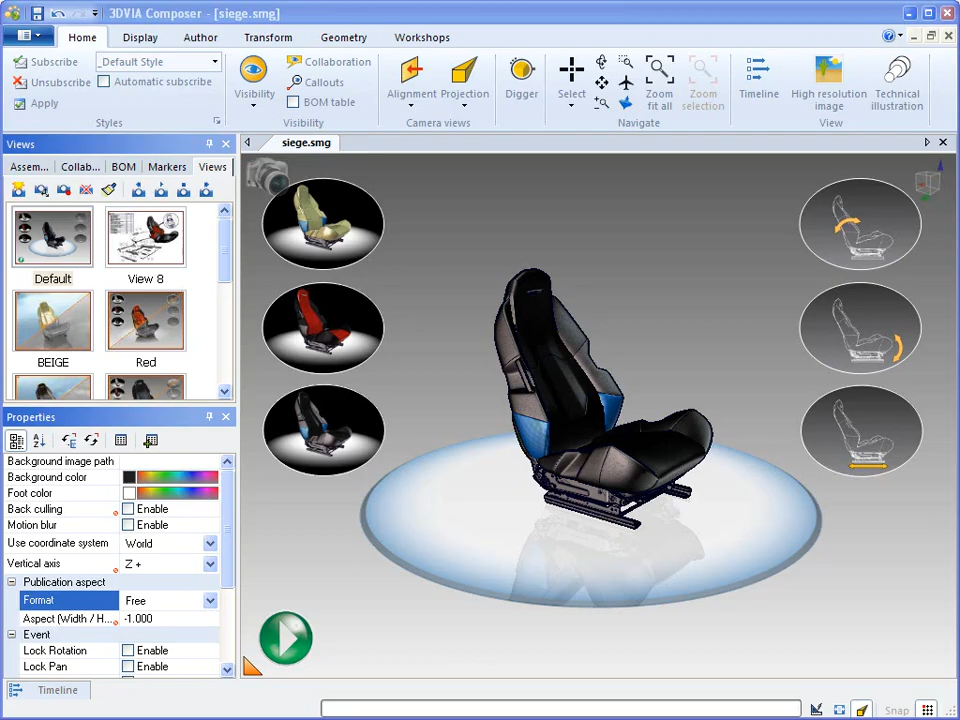 3DVIA Composer - [siege.smg]
Home Display Author Transform Geometry Workshops
Subscribe _Default Style
Unsubscribe Automatic subscribe
Apply
Styles
Visibility
Collaboration
Callouts
BOM table
Visibility
Alignment Projection
Camera views
Digger
Select
Zoom fit all
Zoom selection
Navigate
Timeline
High resolution image
Technical illustration
View
Views
Assem... Collab... BOM Markers Views
siege.smg
Default View 8
BEIGE Red
Properties
Background image path
Background color
Foot color
Back culling Enable
Motion blur Enable
Use coordinate system World
Vertical axis Z +
Publication aspect
Format Free
Aspect (Width / H... -1.000
Event
Lock Rotation Enable
Lock Pan Enable
Timeline
Snap